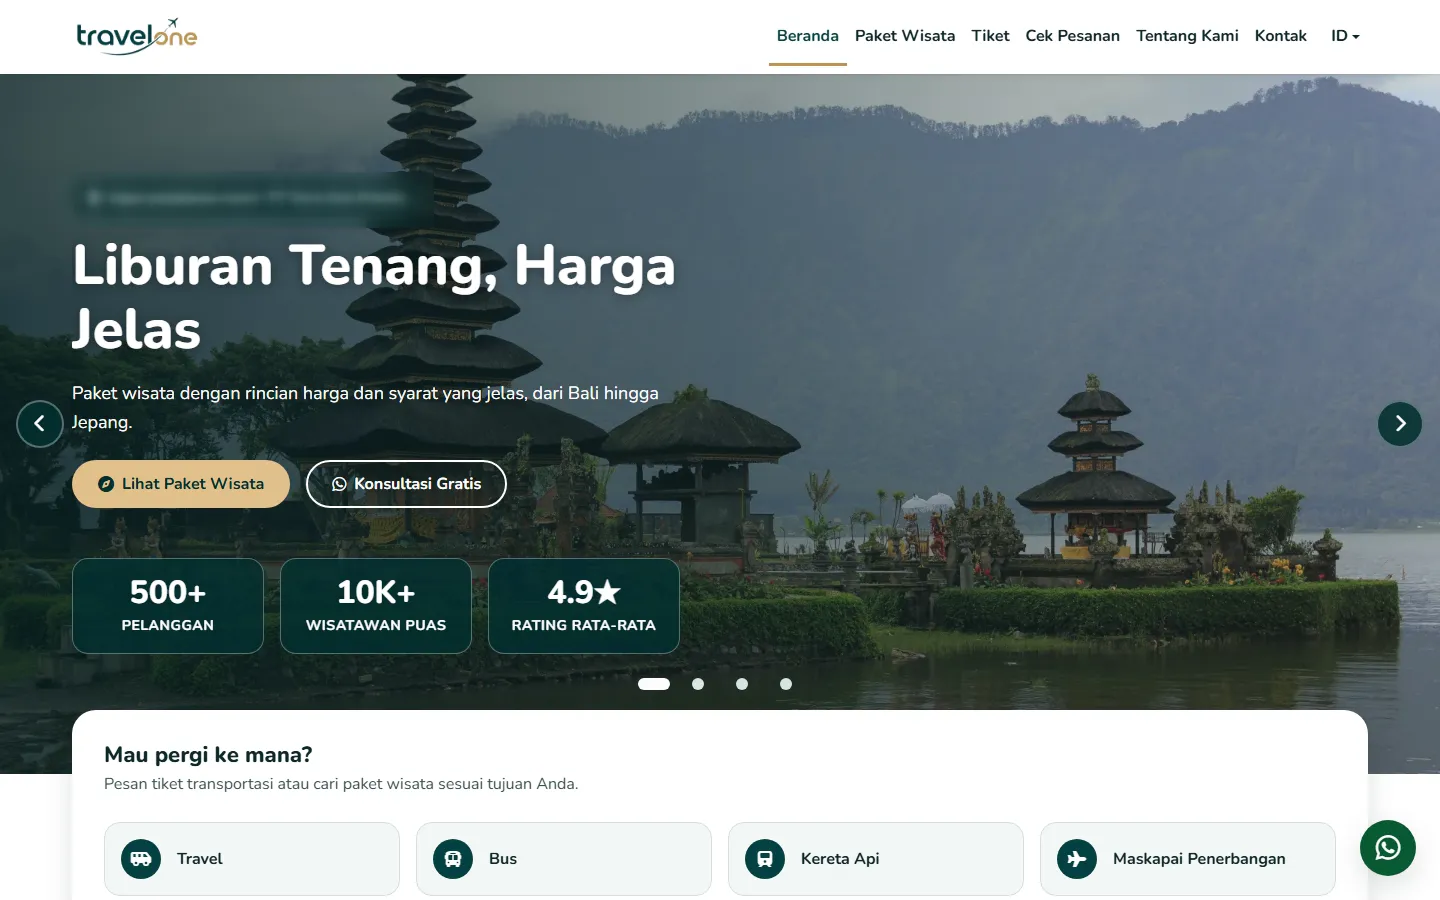 travelone
Beranda
Paket Wisata
Tiket
Cek Pesanan
Tentang Kami
Kontak
ID
Liburan Tenang, Harga
Jelas
Paket wisata dengan rincian harga dan syarat yang jelas, dari Bali hingga
Jepang.
Lihat Paket Wisata
Konsultasi Gratis
500+
PELANGGAN
10K+
WISATAWAN PUAS
4.9★
RATING RATA-RATA
Mau pergi ke mana?
Pesan tiket transportasi atau cari paket wisata sesuai tujuan Anda.
Travel
Bus
Kereta Api
Maskapai Penerbangan